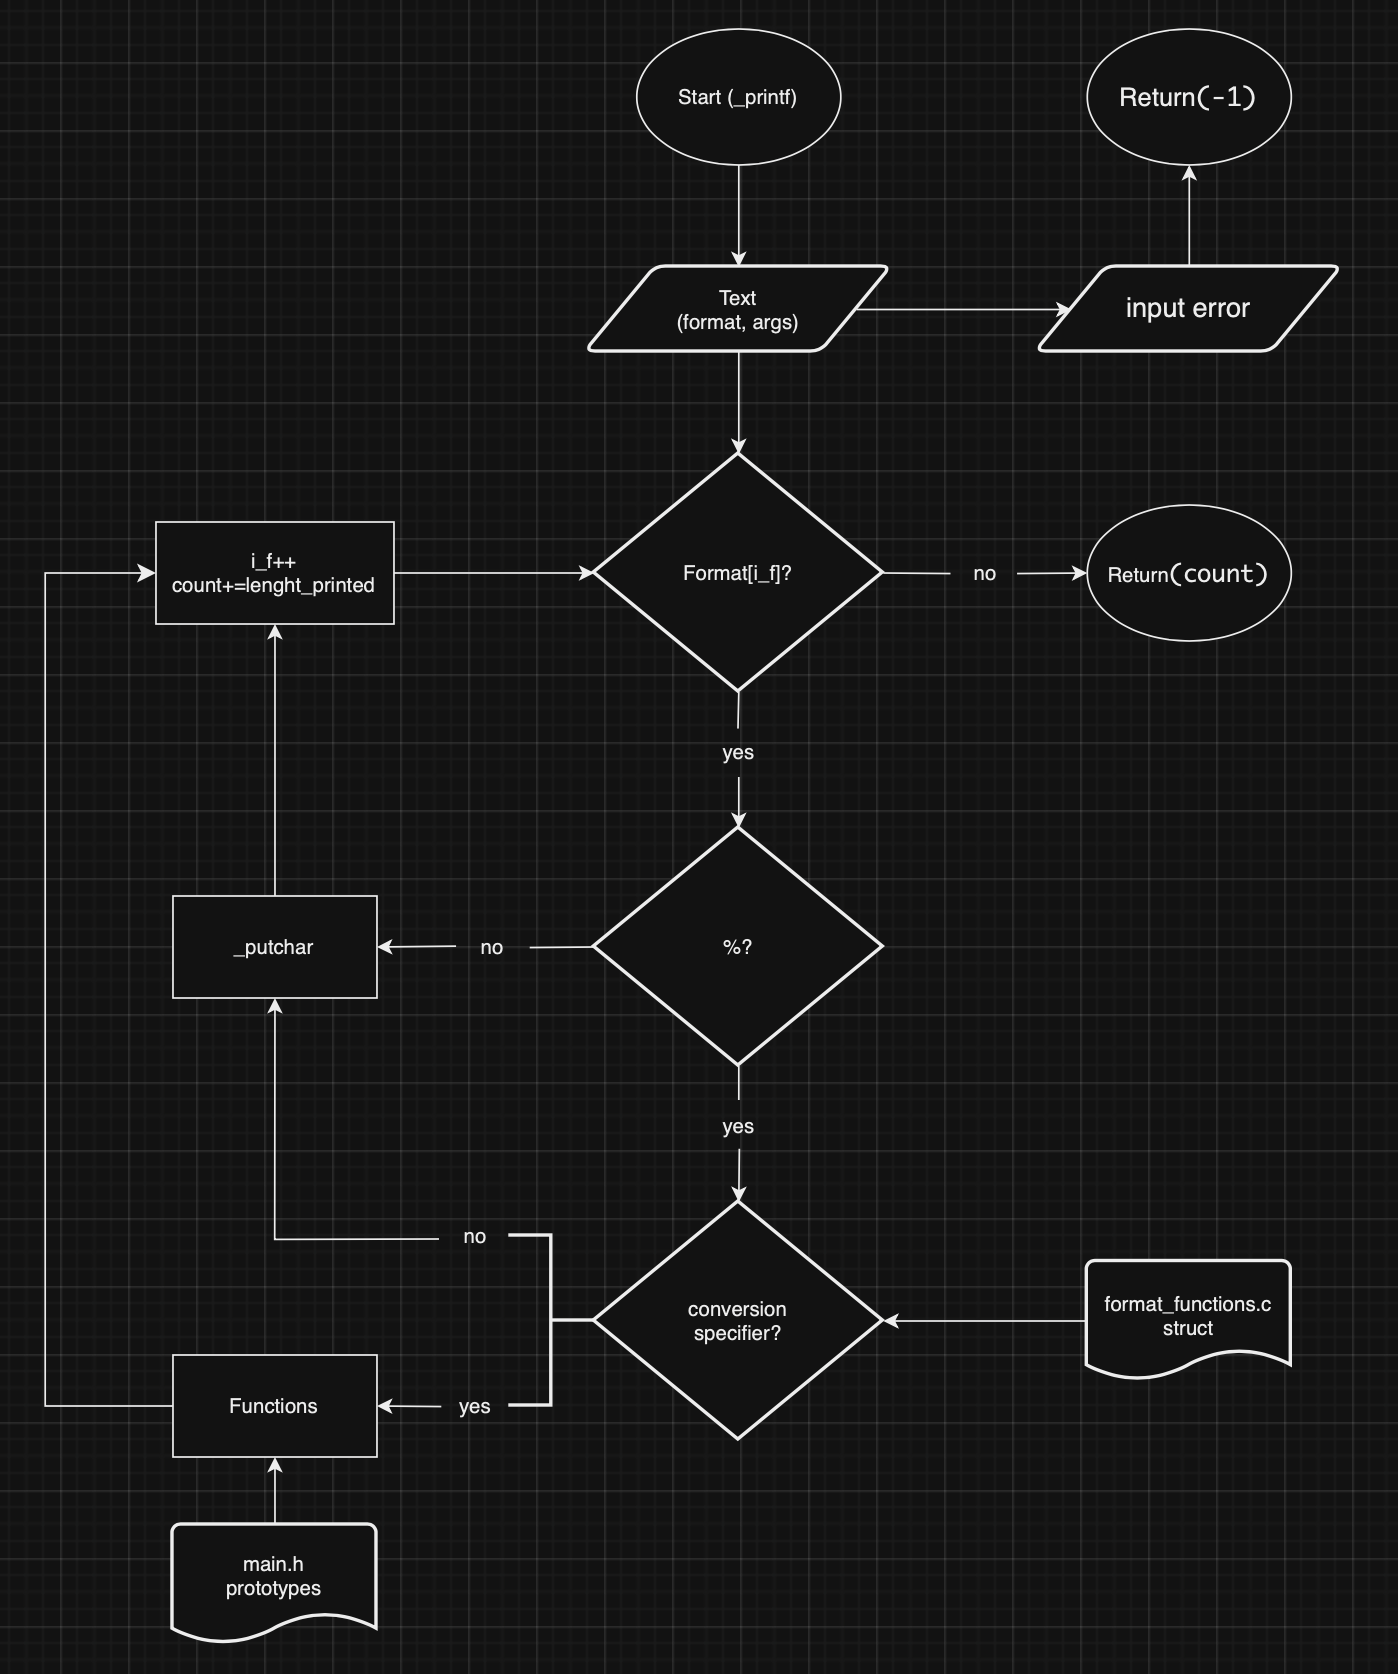 Start (_printf)
Return(-1)
Text
(format, args)
input error
i_f++
count+=lenght_printed
Format[i_f]?
no
Return(count)
yes
_putchar
no
%?
yes
no
conversion
specifier?
format_functions.c
struct
Functions
yes
main.h
prototypes